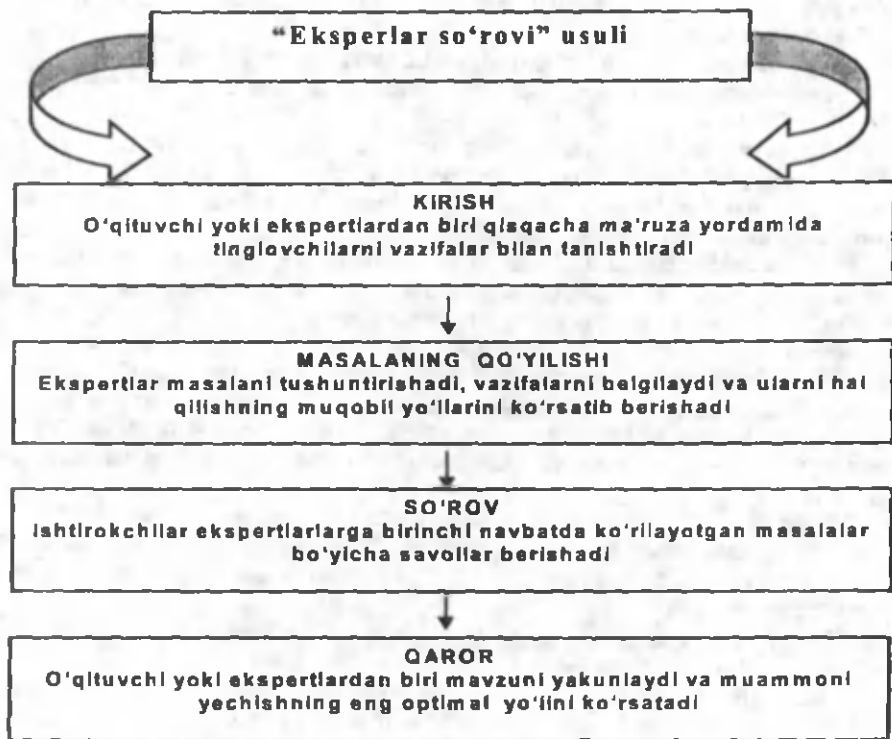 “Eksperlar so‘rovi” usuli
KIRISH
O‘qituvchi yoki ekspertlardan biri qisqacha ma’ruza yordamida
tinglovchilarni vazifalar bilan tanishtiradi
MASALANING QO‘YILISHI
Ekspertlar masalani tushuntirishadi, vazifalarni belgilaydi va ularni hal
qilishning muqobil yo‘llarini ko‘rsatib berishadi
SO‘ROV
Ishtirokchilar ekspertlarlarga birinchi navbatda ko‘rilayotgan masalalar
bo‘yicha savollar berishadi
QAROR
O‘qituvchi yoki ekspertlardan biri mavzuni yakunlaydi va muammoni
yechishning eng optimal yo‘lini ko‘rsatadi